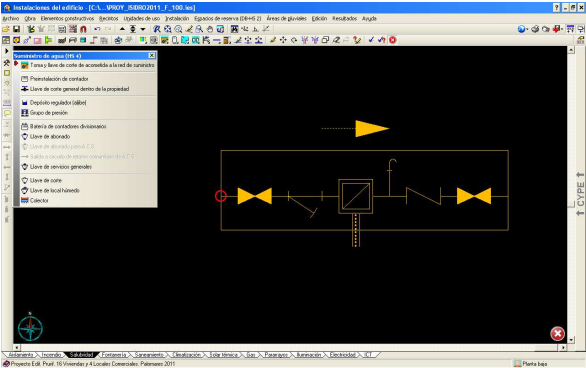 Instalaciones del edificio - [C:\...\PROY_ISIDRO2011_F_100.ies]
Archivo Obra Elementos constructivos Recintos Unidades de uso Instalación Espacios de reserva (DB-HS 2) Áreas de pluviales Edición Resultados Ayuda
Suministro de agua (HS 4)
Toma y llave de corte de acometida a la red de suministro
Preinstalación de contador
Llave de corte general dentro de la propiedad
Depósito regulador (aljibe)
Grupo de presión
Batería de contadores divisionarios
Llave de abonado
Llave de abonado para A.C.S.
Llave de servicios generales
Llave de corte
Llave de local húmedo
Colector
CYPE
N
Aislamiento Incendio Salubridad Fontanería Saneamiento Climatización Solar térmica Gas Pararrayos Iluminación Electricidad ICT
Proyecto Edif. Plurif. 16 Viviendas y 4 Locales Comerciales. Palomares 2011
Planta baja